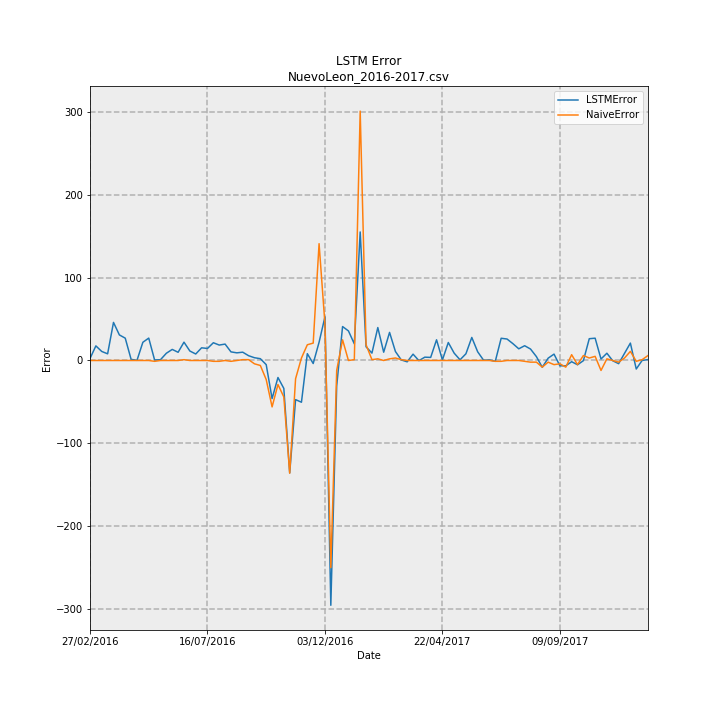 LSTM Error
NuevoLeon_2016-2017.csv
LSTMError
NaiveError
300
200
100
0
−100
−200
−300
Error
27/02/2016
16/07/2016
03/12/2016
22/04/2017
09/09/2017
Date